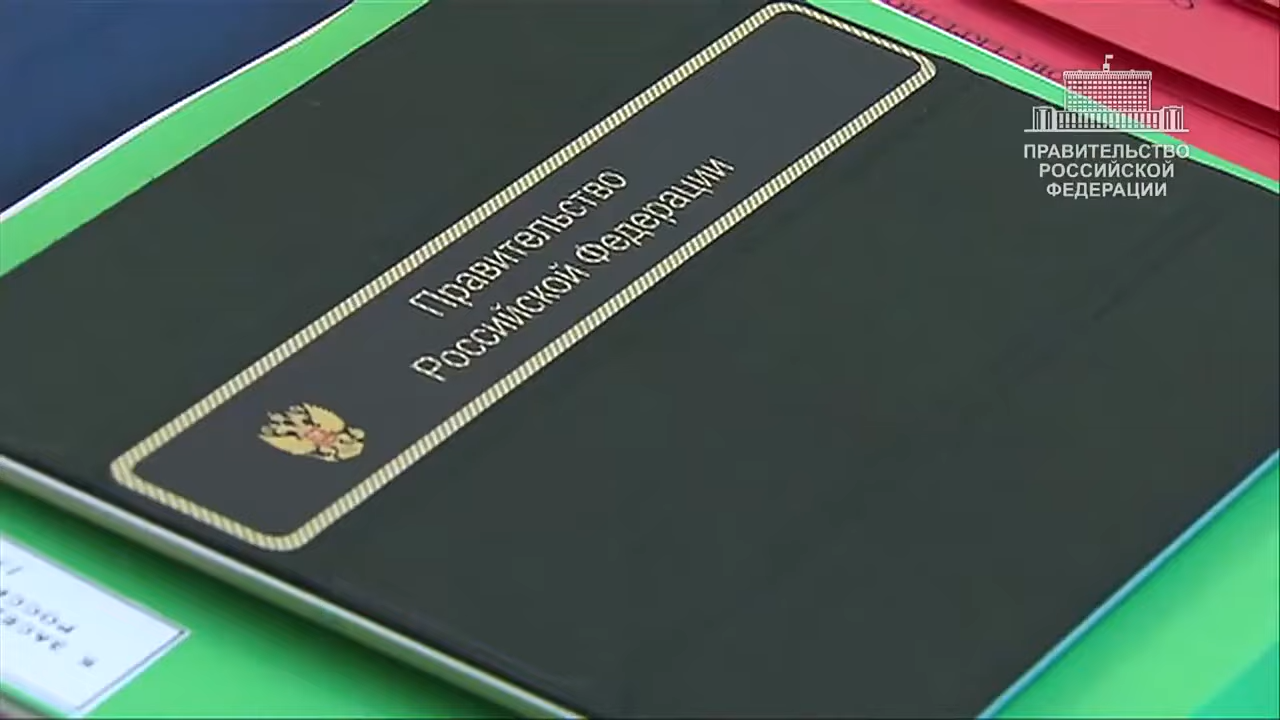 Правительство
Российской Федерации
ПРАВИТЕЛЬСТВО
РОССИЙСКОЙ
ФЕДЕРАЦИИ